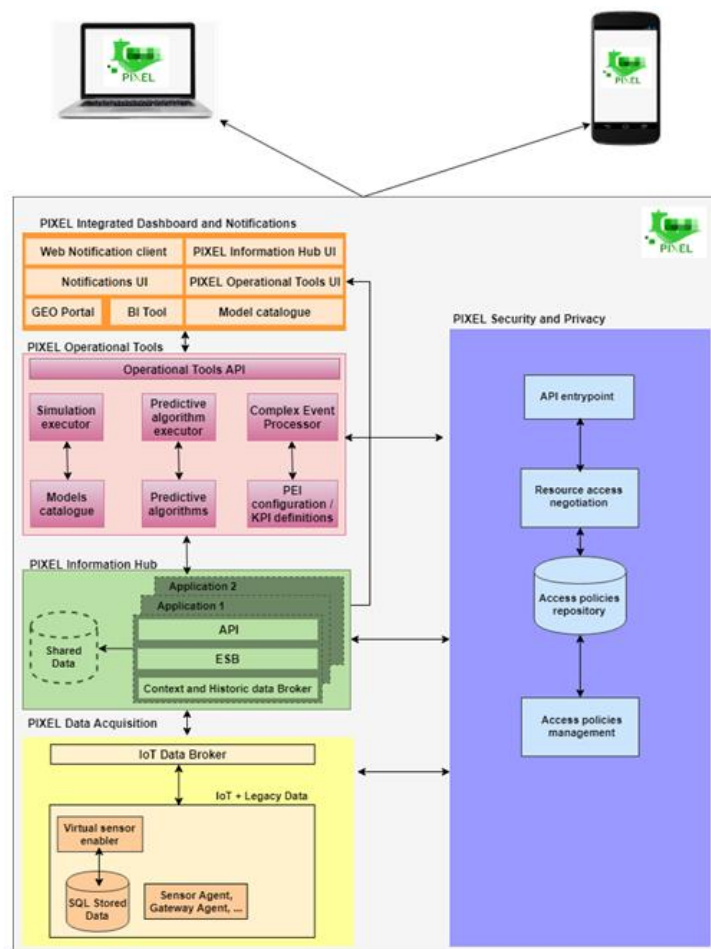 PIXEL
PIXEL
PIXEL Integrated Dashboard and Notifications
PIXEL
Web Notification client
PIXEL Information Hub UI
Notifications UI
PIXEL Operational Tools UI
GEO Portal
BI Tool
Model catalogue
PIXEL Operational Tools
Operational Tools API
Simulation
executor
Predictive
algorithm
executor
Complex Event
Processor
Models
catalogue
Predictive
algorithms
PEI
configuration /
KPI definitions
PIXEL Information Hub
Application 2
Application 1
API
ESB
Context and Historic data Broker
Shared
Data
PIXEL Data Acquisition
IoT Data Broker
IoT + Legacy Data
Virtual sensor
enabler
SQL Stored
Data
Sensor Agent,
Gateway Agent, ...
PIXEL Security and Privacy
API entrypoint
Resource access
negotiation
Access policies
repository
Access policies
management